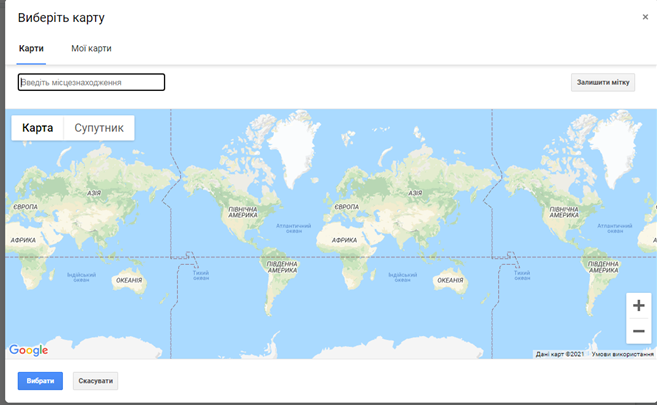 Виберіть карту
×
Карти
Мої карти
Введіть місцезнаходження
Залишити мітку
Карта
Супутник
АЗІЯ
ЄВРОПА
АФРИКА
Індійський
океан
ОКЕАНІЯ
Тихий
океан
ПІВНІЧНА
АМЕРИКА
Атлантичний
океан
ПІВДЕННА
АМЕРИКА
АЗІЯ
ЄВРОПА
АФРИКА
Індійський
океан
ОКЕАНІЯ
Тихий
океан
ПІВНІЧНА
АМЕРИКА
Атлантичний
океан
ПІВДЕННА
АМЕРИКА
+
−
Google
Дані карт ©2021
Умови використання
Вибрати
Скасувати